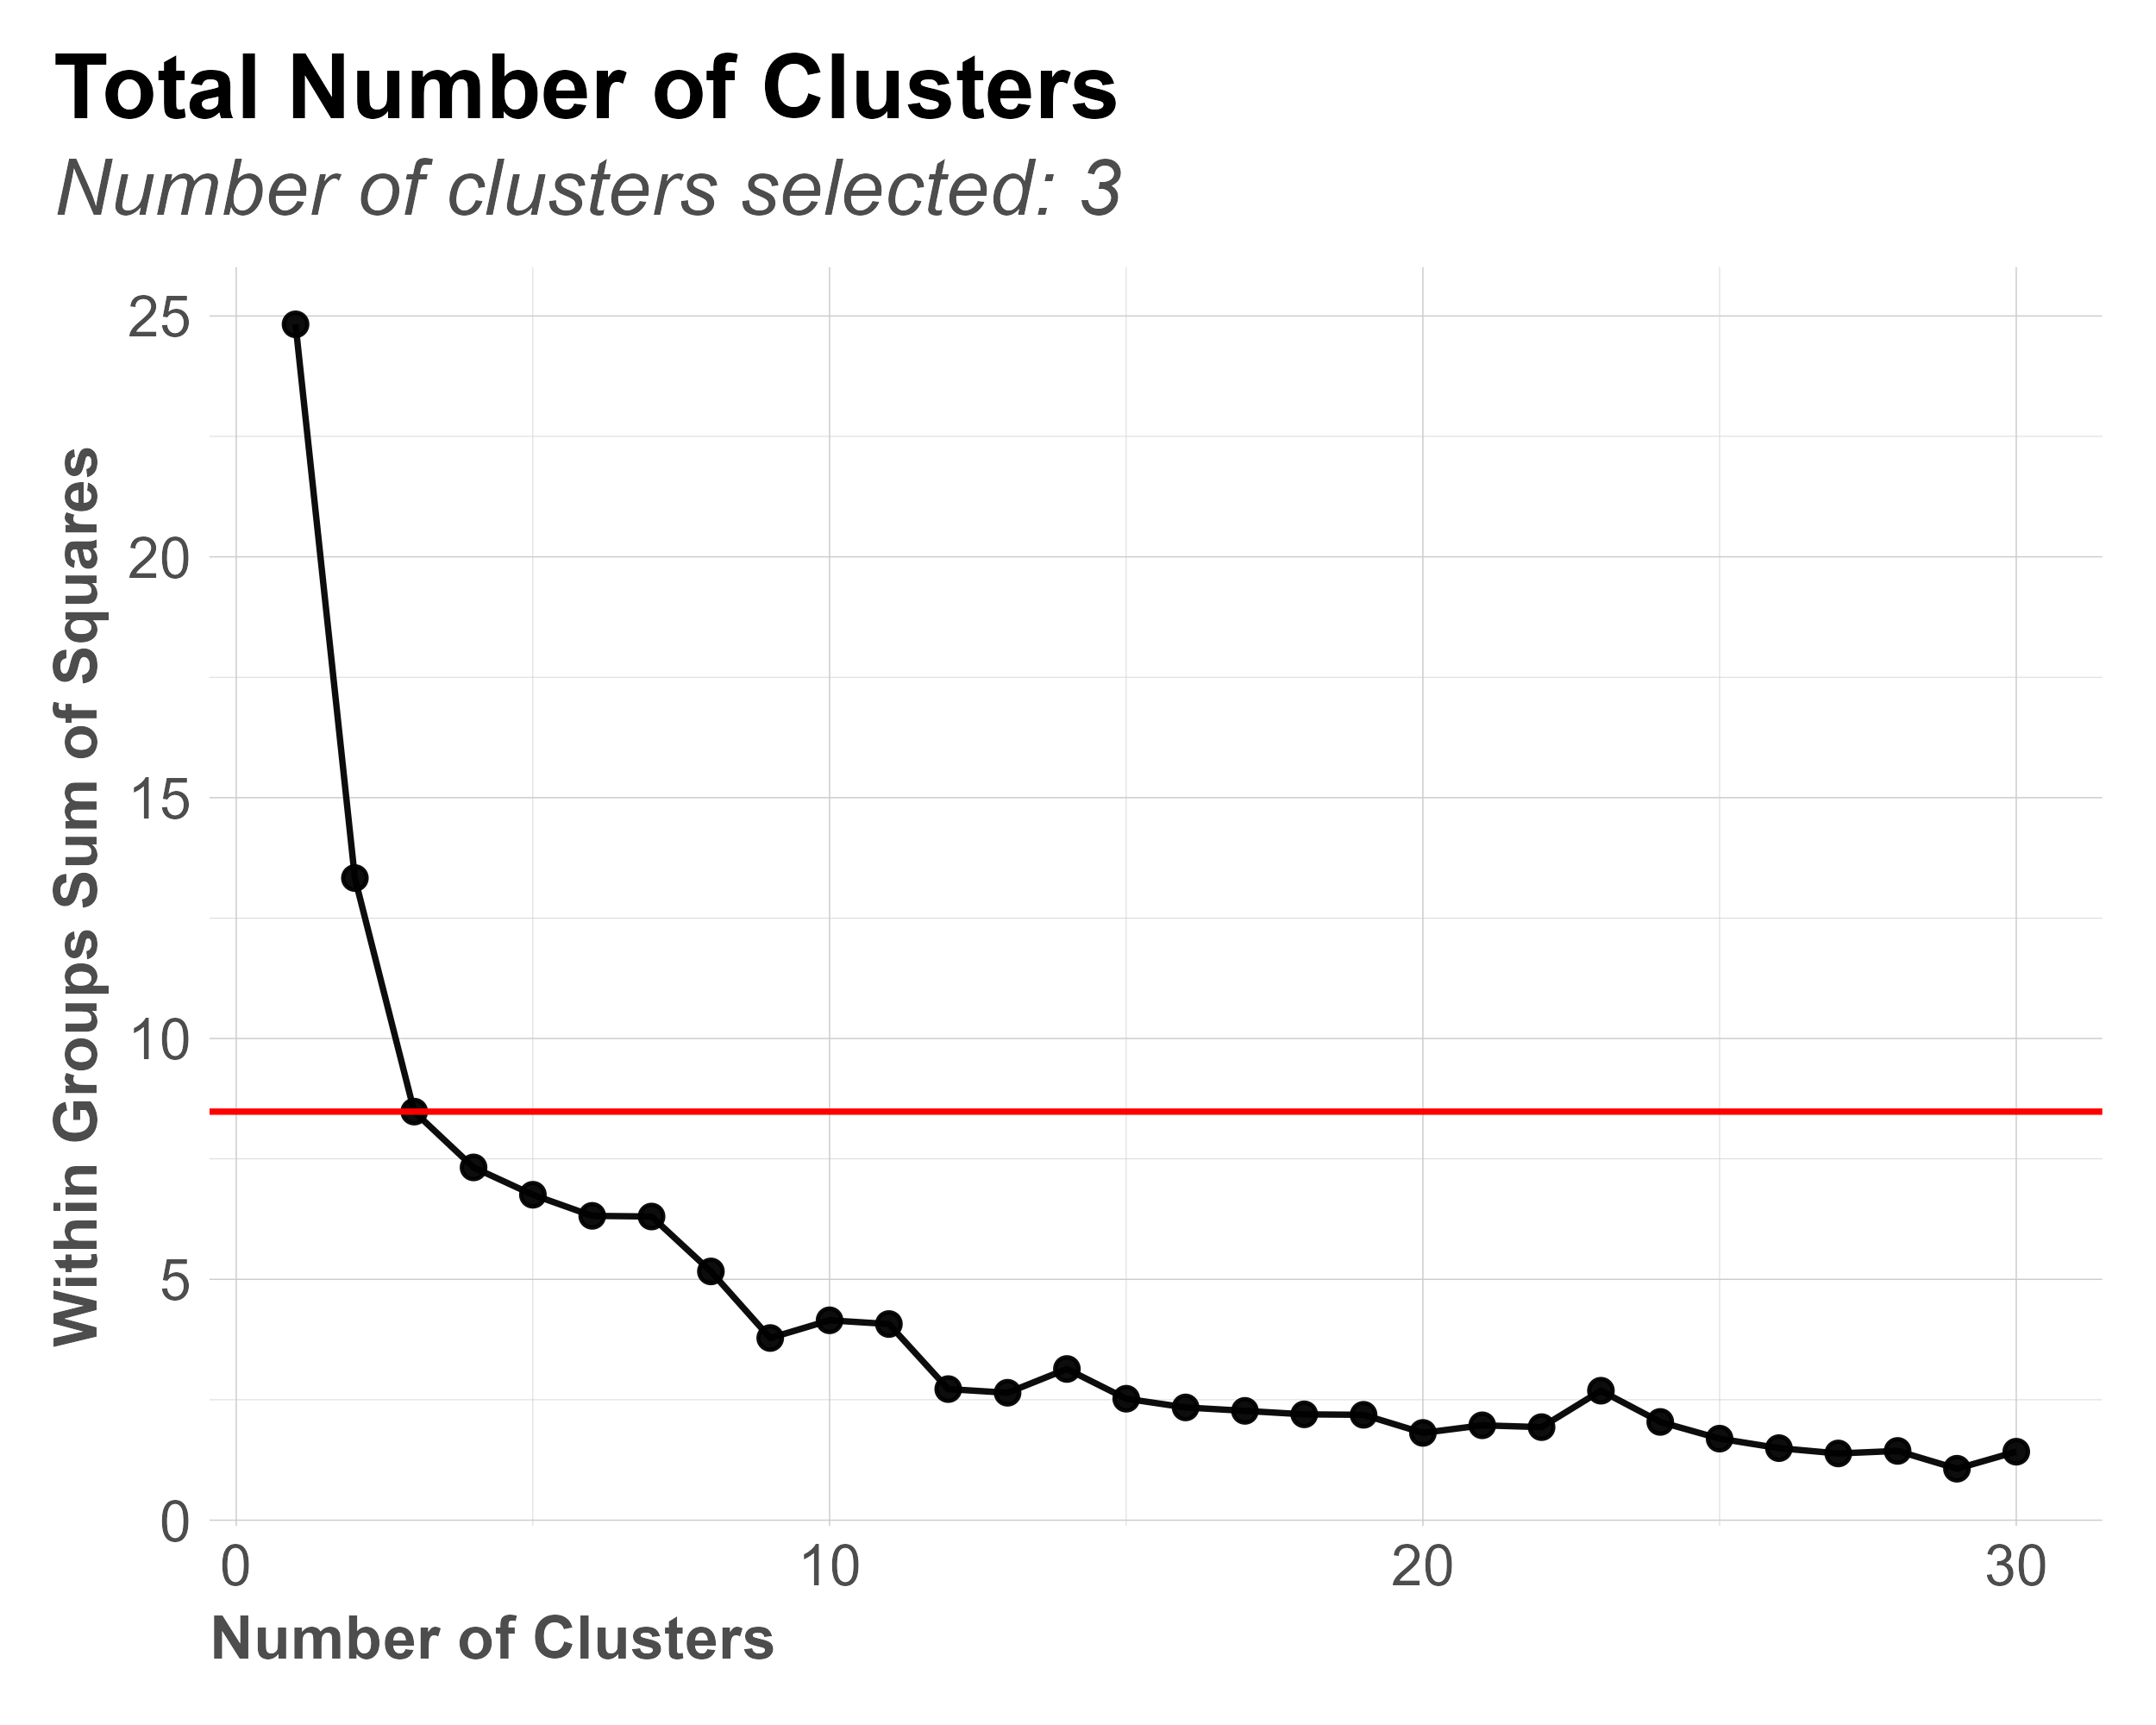 Total Number of Clusters
Number of clusters selected: 3
Within Groups Sum of Squares
25
20
15
10
5
0
0 10 20 30
Number of Clusters